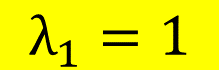 λ₁ = 1